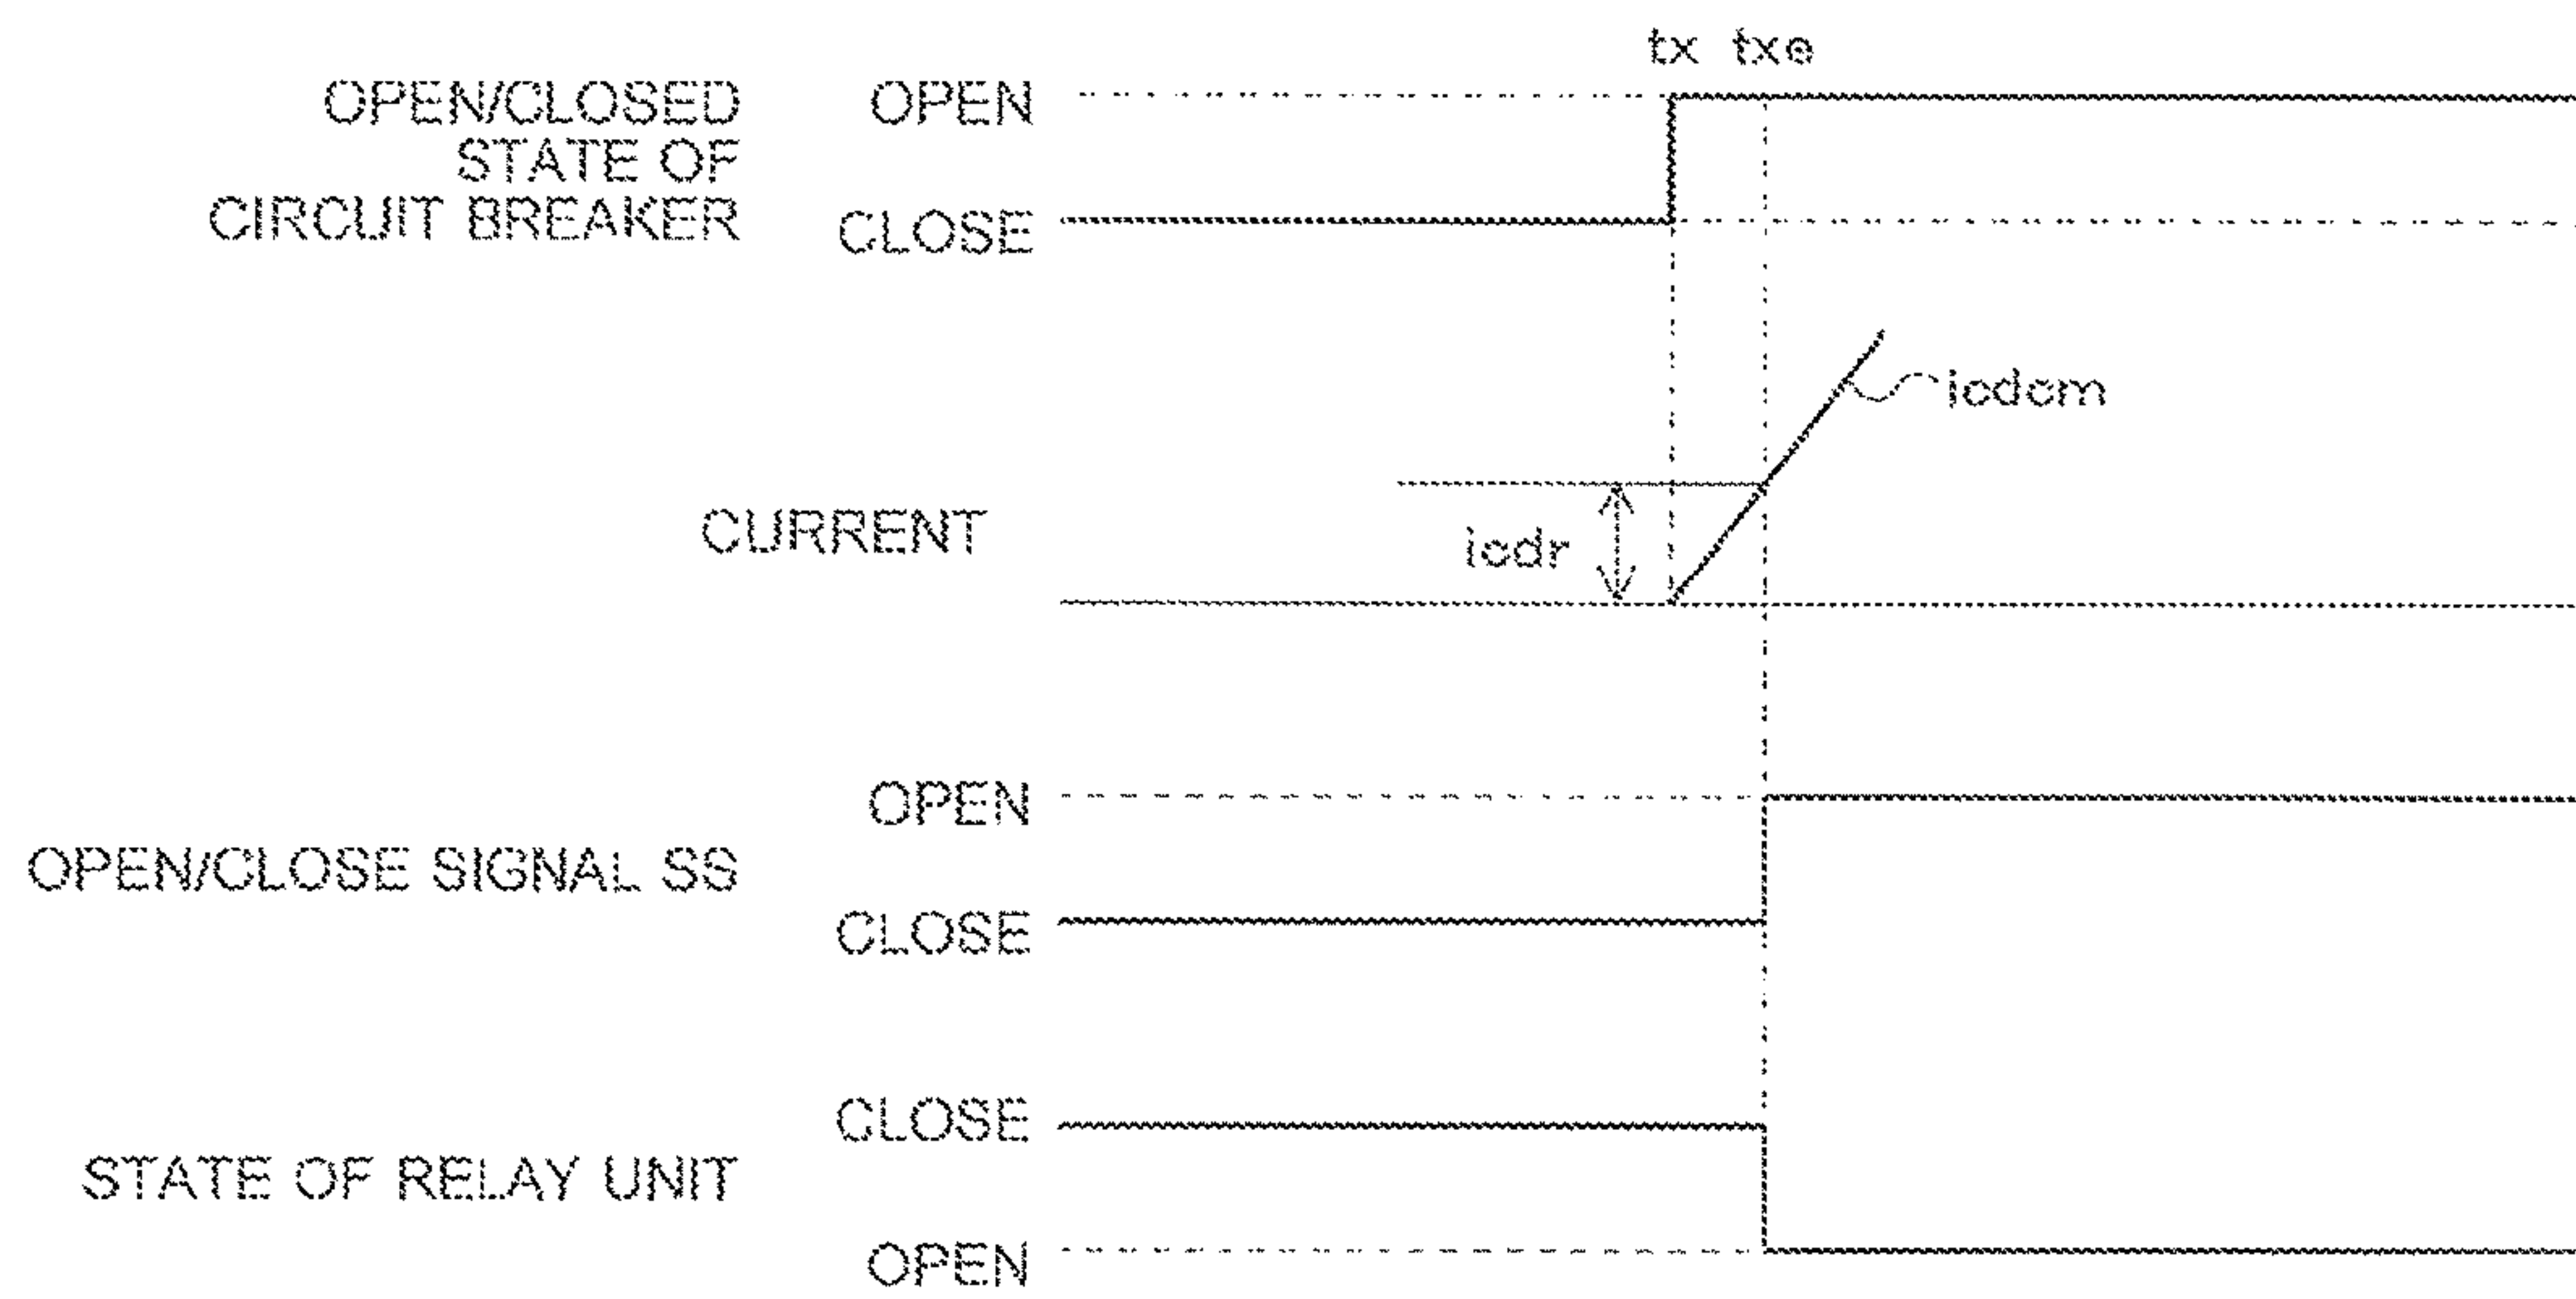 tx txe
OPEN/CLOSED
STATE OF
CIRCUIT BREAKER
OPEN
CLOSE
icdcm
icdr
CURRENT
OPEN
OPEN/CLOSE SIGNAL SS
CLOSE
CLOSE
STATE OF RELAY UNIT
OPEN